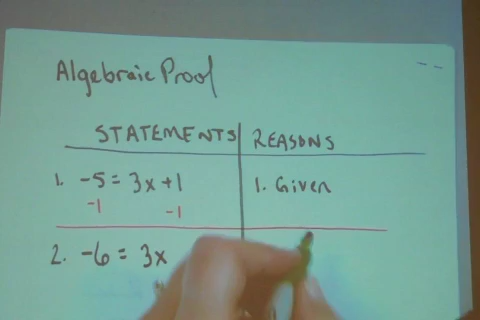 Algebraic Proof
STATEMENTS REASONS
1. -5 = 3x + 1 1. Given
-1 -1
2. -6 = 3x